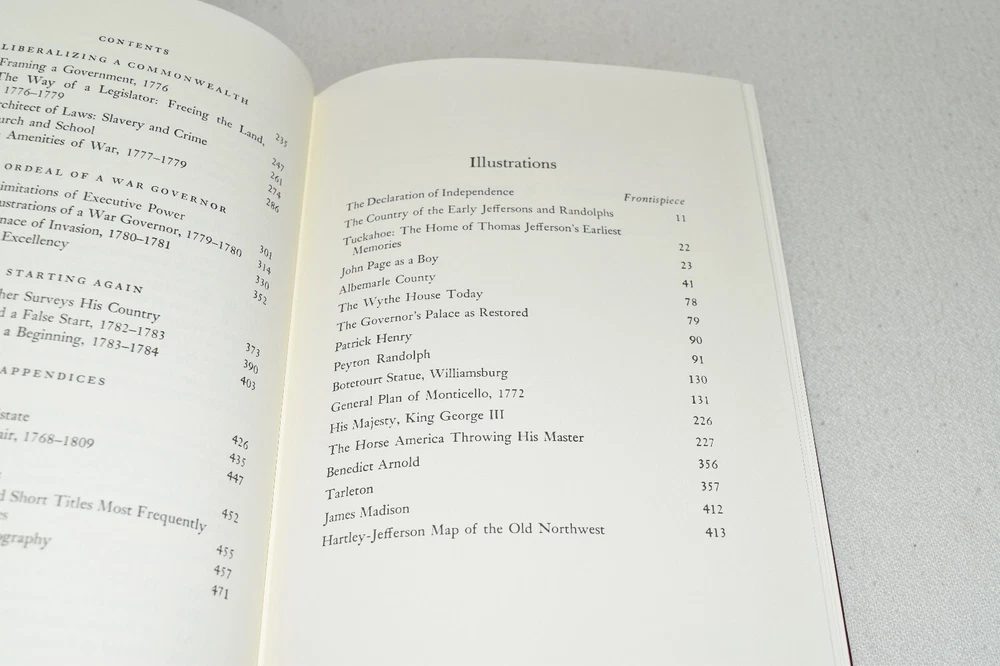 CONTENTS
LIBERALIZING A COMMONWEALTH
Framing a Government, 1776 235
The Way of a Legislator: Freeing the Land,
1776–1779 247
Architect of Laws: Slavery and Crime 261
urch and School 274
Amenities of War, 1777–1779 286
ORDEAL OF A WAR GOVERNOR
imitations of Executive Power 301
ustrations of a War Governor, 1779–1780 314
nace of Invasion, 1780–1781 330
Excellency 352
STARTING AGAIN
her Surveys His Country 373
d a False Start, 1782–1783 390
a Beginning, 1783–1784 403
APPENDICES
426
state 435
air, 1768–1809 447
452
d Short Titles Most Frequently
es 455
ography 457
471
Illustrations
The Declaration of Independence Frontispiece
The Country of the Early Jeffersons and Randolphs 11
Tuckahoe: The Home of Thomas Jefferson's Earliest
Memories 22
John Page as a Boy 23
Albemarle County 41
The Wythe House Today 78
The Governor's Palace as Restored 79
Patrick Henry 90
Peyton Randolph 91
Botetourt Statue, Williamsburg 130
General Plan of Monticello, 1772 131
His Majesty, King George III 226
The Horse America Throwing His Master 227
Benedict Arnold 356
Tarleton 357
James Madison 412
Hartley-Jefferson Map of the Old Northwest 413